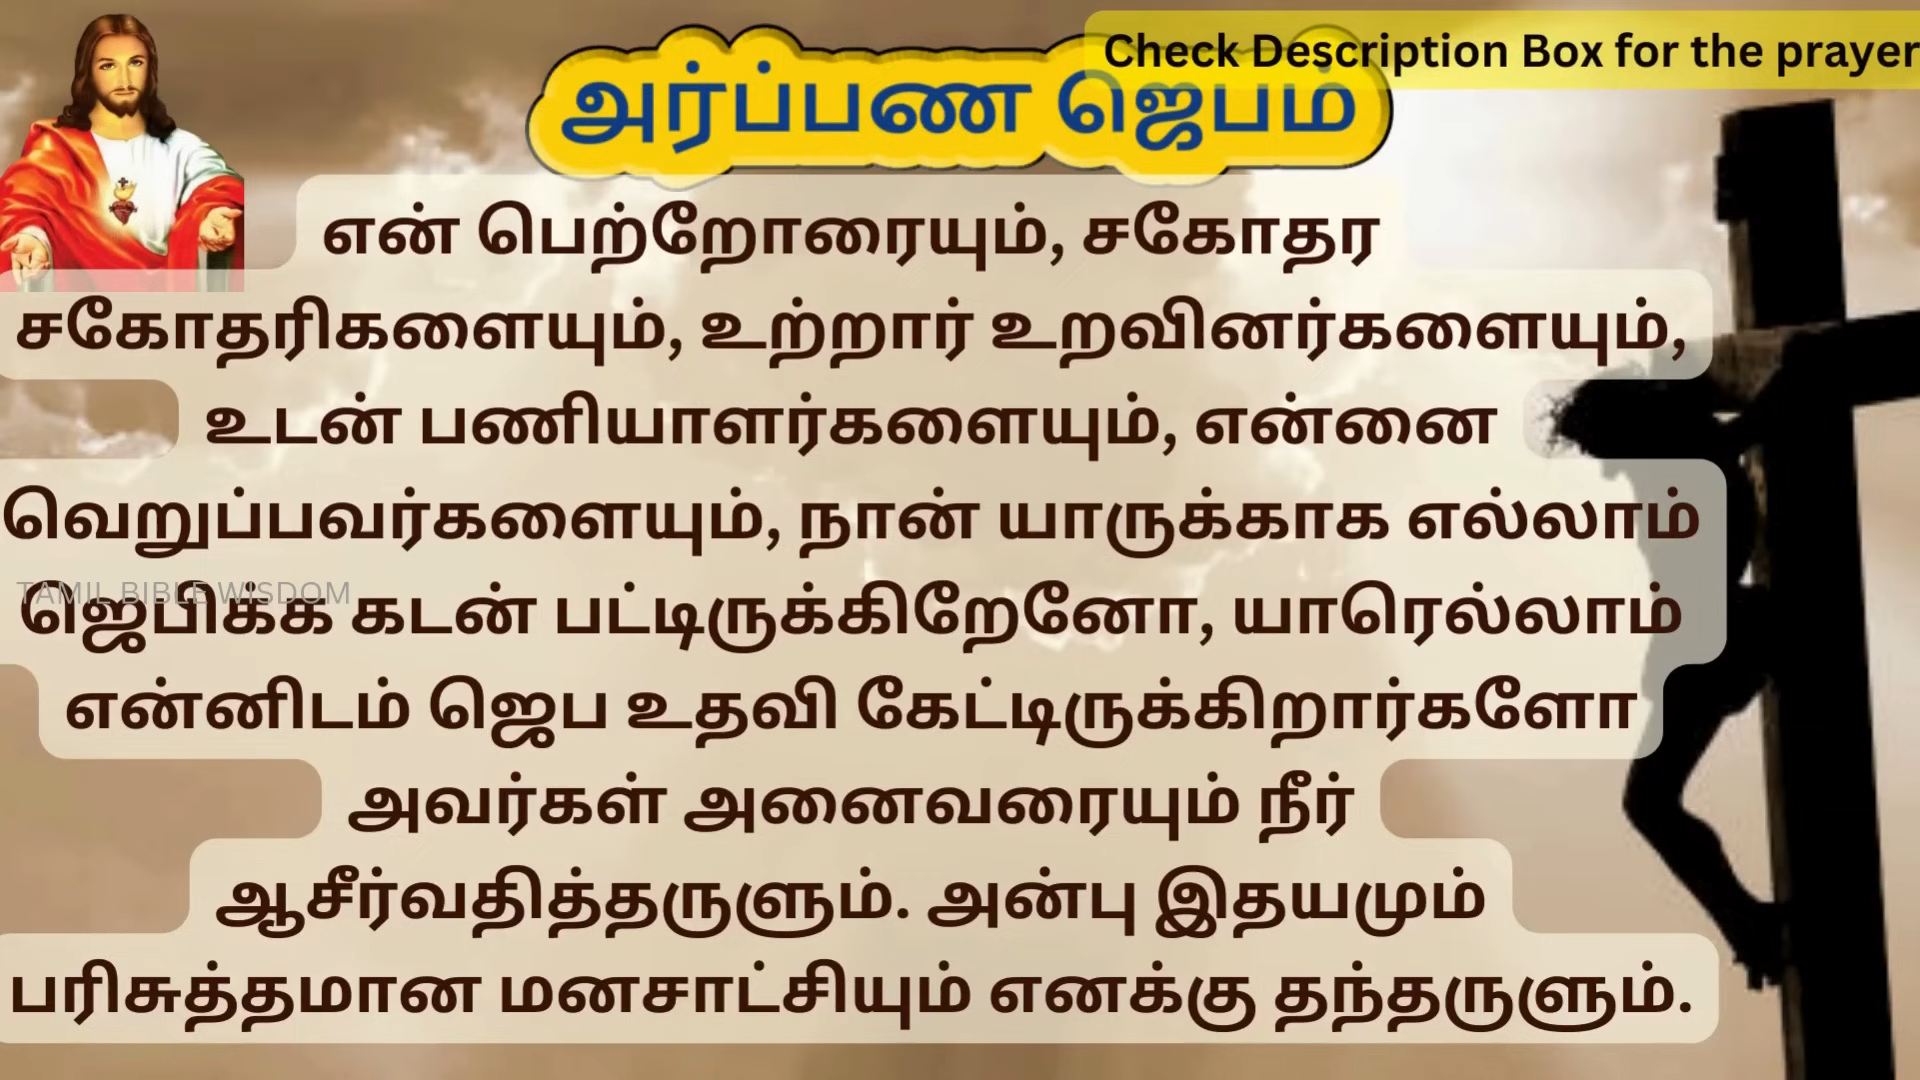 Check Description Box for the prayer
அர்ப்பண ஜெபம்
என் பெற்றோரையும், சகோதர
சகோதரிகளையும், உற்றார் உறவினர்களையும்,
உடன் பணியாளர்களையும், என்னை
வெறுப்பவர்களையும், நான் யாருக்காக எல்லாம்
TAMIL BIBLE WISDOM
ஜெபிக்க கடன் பட்டிருக்கிறேனோ, யாரெல்லாம்
என்னிடம் ஜெப உதவி கேட்டிருக்கிறார்களோ
அவர்கள் அனைவரையும் நீர்
ஆசீர்வதித்தருளும். அன்பு இதயமும்
பரிசுத்தமான மனசாட்சியும் எனக்கு தந்தருளும்.